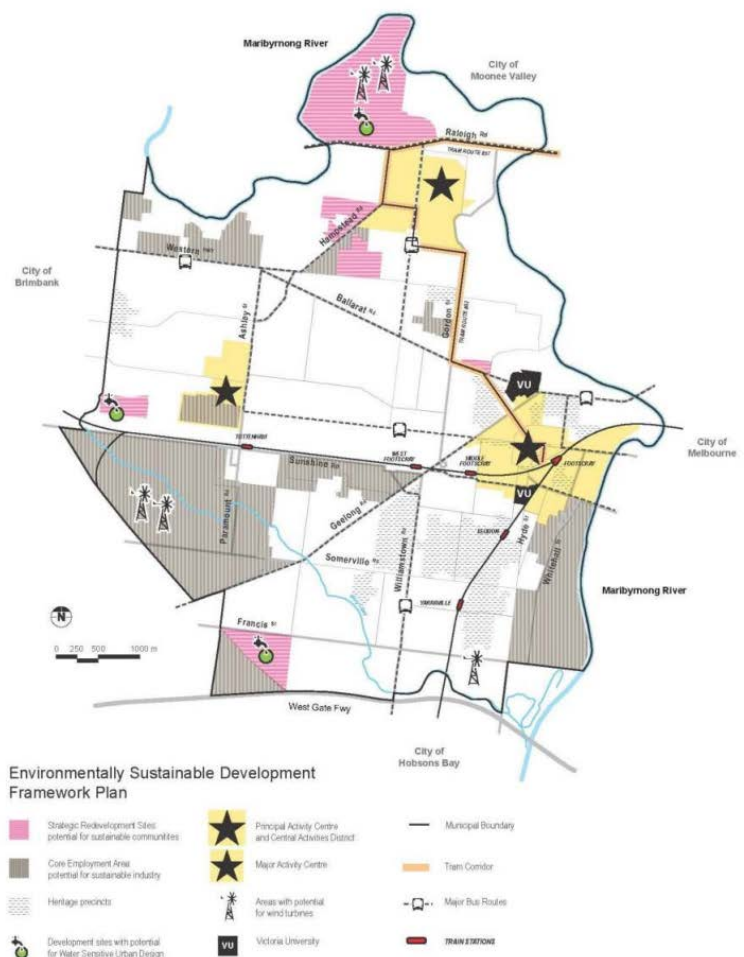 Maribyrnong River
City of
Moonee Valley
Raleigh Rd
TRAM ROUTE B57
Hampstead Rd
Western Hwy
City of
Brimbank
Ballarat Rd
Ashley St
Gordon St
VU
TOTTENHAM
WEST
FOOTSCRAY
MIDDLE
FOOTSCRAY
FOOTSCRAY
City of
Melbourne
Sunshine Rd
VU
Paramount Rd
Geelong Rd
Hyde St
Whitehall St
SEDDON
Somerville Rd
Williamstown Rd
Maribyrnong River
YARRAVILLE
N
Francis St
0 250 500 1000 m
West Gate Fwy
City of
Hobsons Bay
Environmentally Sustainable Development
Framework Plan
Strategic Redevelopment Sites
potential for sustainable communities
Principal Activity Centre
and Central Activities District
Municipal Boundary
Core Employment Area
potential for sustainable industry
Major Activity Centre
Tram Corridor
Heritage precincts
Areas with potential
for wind turbines
Major Bus Routes
Development sites with potential
for Water Sensitive Urban Design
VU
Victoria University
TRAIN STATIONS